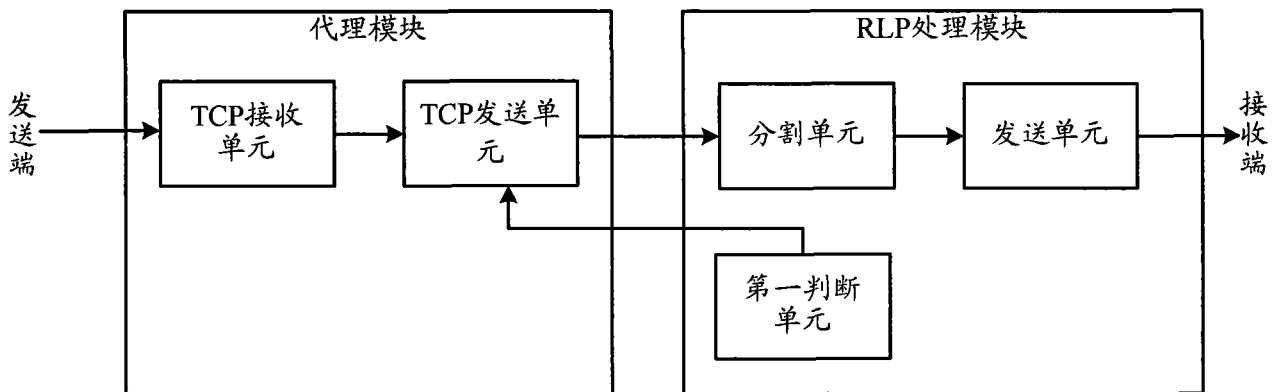 代理模块
RLP处理模块
发送端
TCP接收
单元
TCP发送单
元
分割单元
发送单元
接收端
第一判断
单元